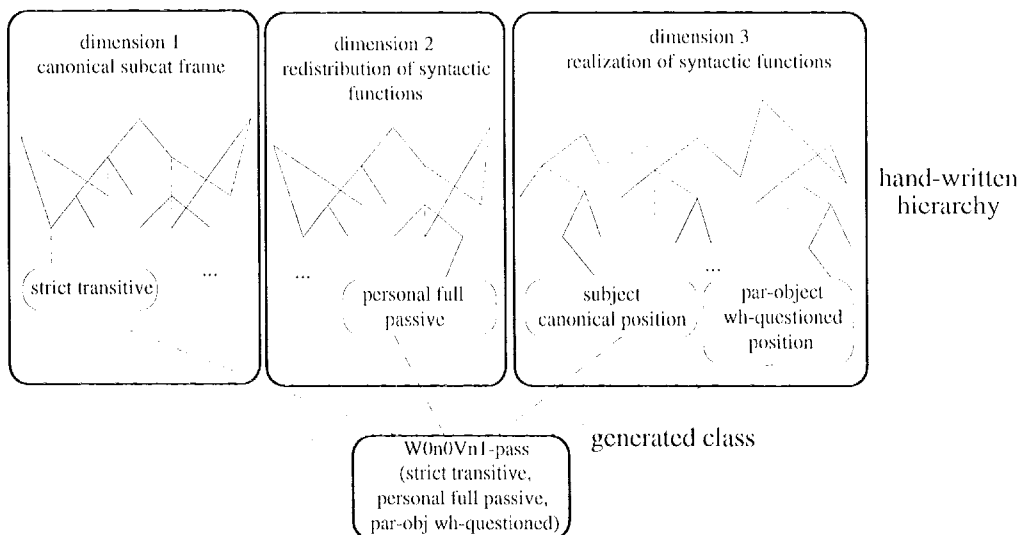 dimension 1
canonical subcat frame
dimension 2
redistribution of syntactic
functions
dimension 3
realization of syntactic functions
hand-written
hierarchy
strict transitive
...
...
personal full
passive
subject
canonical position
...
par-object
wh-questioned
position
generated class
W0n0Vn1-pass
(strict transitive,
personal full passive,
par-obj wh-questioned)